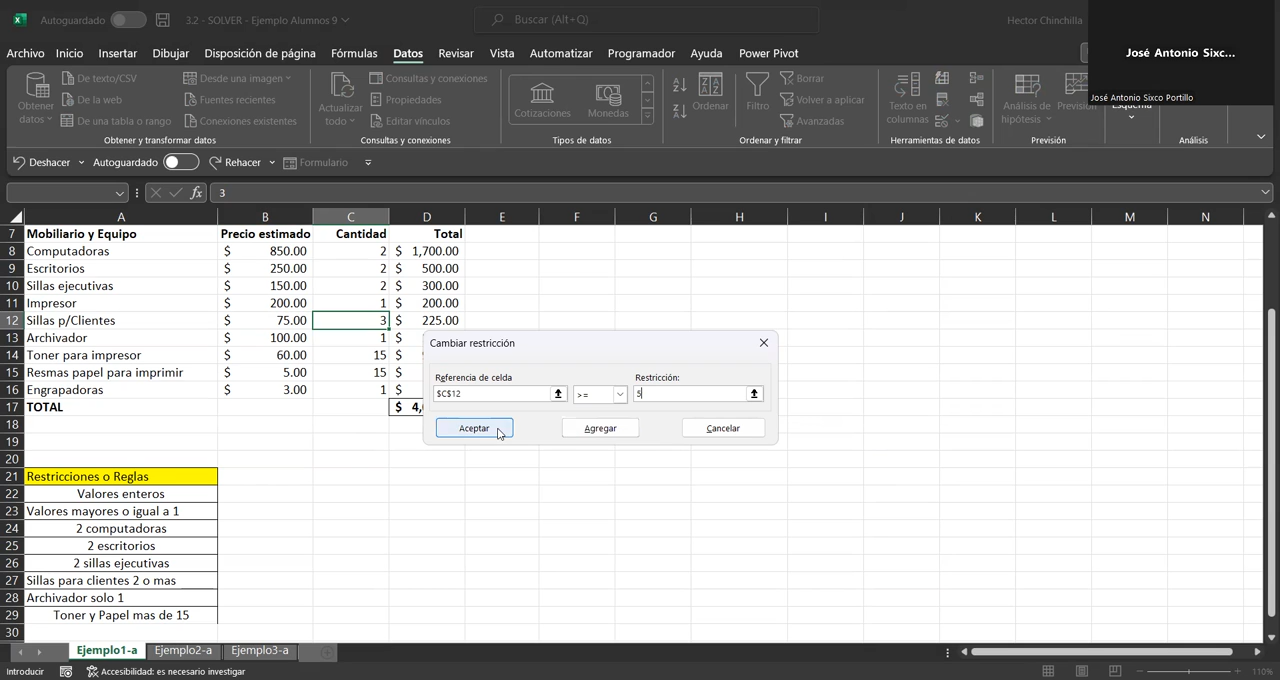 Autoguardado
3.2 - SOLVER - Ejemplo Alumnos 9
Buscar (Alt+Q)
Hector Chinchilla
José Antonio Sixc...
José Antonio Sixco Portillo
Archivo Inicio Insertar Dibujar Disposición de página Fórmulas Datos Revisar Vista Automatizar Programador Ayuda Power Pivot
Obtener datos
De texto/CSV
De la web
De una tabla o rango
Desde una imagen
Fuentes recientes
Conexiones existentes
Obtener y transformar datos
Actualizar todo
Consultas y conexiones
Propiedades
Editar vínculos
Consultas y conexiones
Cotizaciones
Monedas
Tipos de datos
Ordenar
Filtro
Borrar
Volver a aplicar
Avanzadas
Ordenar y filtrar
Texto en columnas
Herramientas de datos
Análisis de hipótesis
Previsión
Previsión
Esquema
Análisis
Deshacer Autoguardado Rehacer Formulario
fx 3
A B C D E F G H I J K L M N
7 Mobiliario y Equipo Precio estimado Cantidad Total
8 Computadoras $ 850.00 2 $ 1,700.00
9 Escritorios $ 250.00 2 $ 500.00
10 Sillas ejecutivas $ 150.00 2 $ 300.00
11 Impresor $ 200.00 1 $ 200.00
12 Sillas p/Clientes $ 75.00 3 $ 225.00
13 Archivador $ 100.00 1 $
14 Toner para impresor $ 60.00 15 $
15 Resmas papel para imprimir $ 5.00 15 $
16 Engrapadoras $ 3.00 1 $
17 TOTAL $ 4,
18
19
20
21 Restricciones o Reglas
22 Valores enteros
23 Valores mayores o igual a 1
24 2 computadoras
25 2 escritorios
26 2 sillas ejecutivas
27 Sillas para clientes 2 o mas
28 Archivador solo 1
29 Toner y Papel mas de 15
30
Cambiar restricción
Referencia de celda Restricción:
$C$12 >= 5
Aceptar Agregar Cancelar
Ejemplo1-a Ejemplo2-a Ejemplo3-a
Introducir Accesibilidad: es necesario investigar 110%